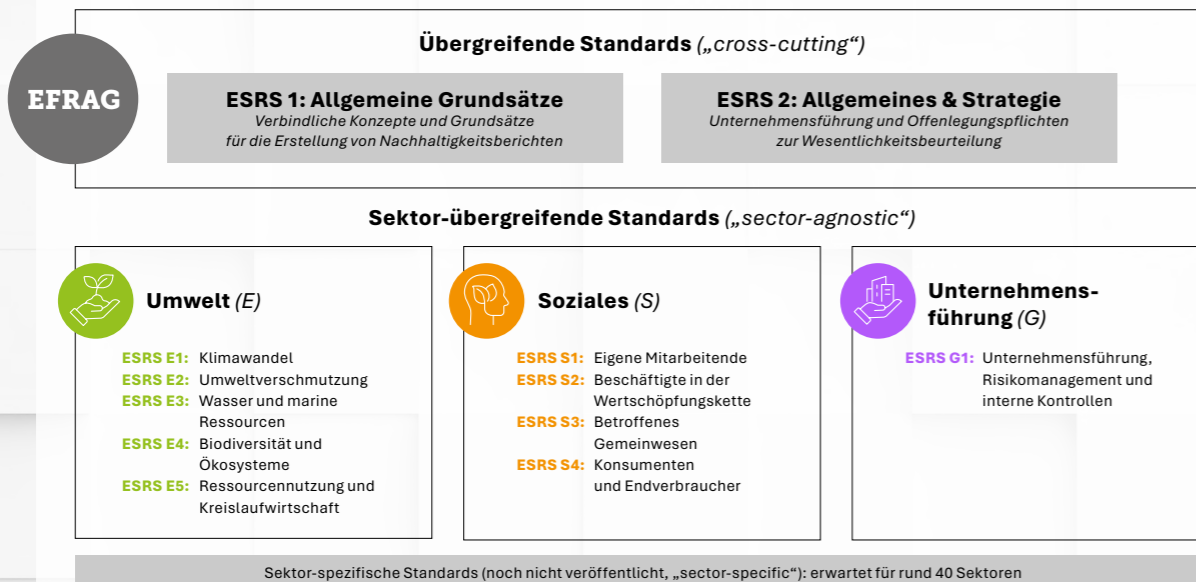 Übergreifende Standards („cross-cutting“)
EFRAG
ESRS 1: Allgemeine Grundsätze
Verbindliche Konzepte und Grundsätze
für die Erstellung von Nachhaltigkeitsberichten
ESRS 2: Allgemeines & Strategie
Unternehmensführung und Offenlegungspflichten
zur Wesentlichkeitsbeurteilung
Sektor-übergreifende Standards („sector-agnostic“)
Umwelt (E)
ESRS E1: Klimawandel
ESRS E2: Umweltverschmutzung
ESRS E3: Wasser und marine
Ressourcen
ESRS E4: Biodiversität und
Ökosysteme
ESRS E5: Ressourcennutzung und
Kreislaufwirtschaft
Soziales (S)
ESRS S1: Eigene Mitarbeitende
ESRS S2: Beschäftigte in der
Wertschöpfungskette
ESRS S3: Betroffenes
Gemeinwesen
ESRS S4: Konsumenten
und Endverbraucher
Unternehmens-
führung (G)
ESRS G1: Unternehmensführung,
Risikomanagement und
interne Kontrollen
Sektor-spezifische Standards (noch nicht veröffentlicht, „sector-specific“): erwartet für rund 40 Sektoren